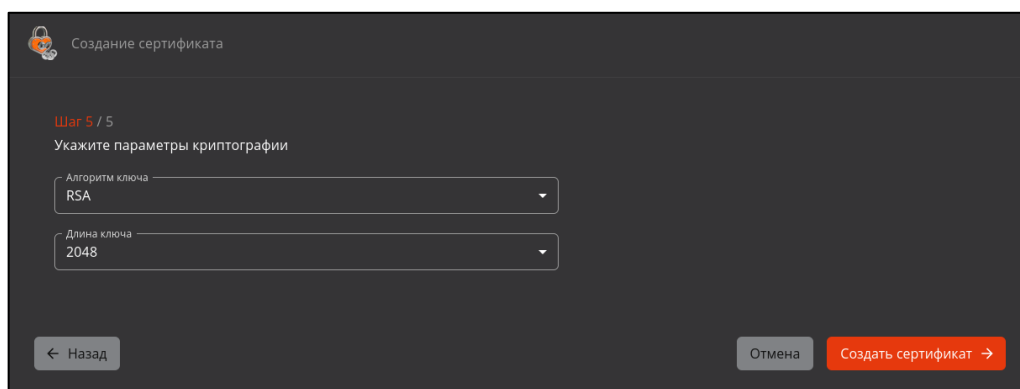 Создание сертификата
Шаг 5 / 5
Укажите параметры криптографии
Алгоритм ключа
RSA
Длина ключа
2048
← Назад
Отмена
Создать сертификат →